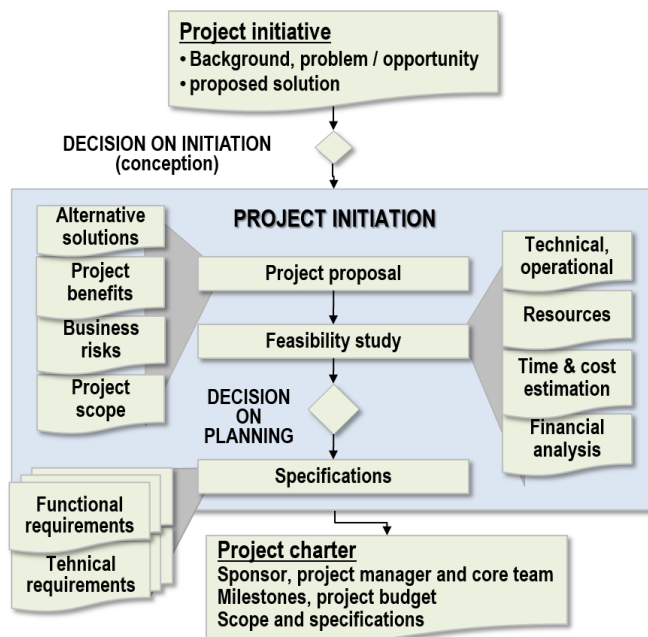 Project initiative
• Background, problem / opportunity
• proposed solution
DECISION ON INITIATION
(conception)
PROJECT INITIATION
Alternative
solutions
Project
benefits
Business
risks
Project
scope
Project proposal
Feasibility study
Technical,
operational
Resources
Time & cost
estimation
Financial
analysis
DECISION
ON
PLANNING
Specifications
Functional
requirements
Tehnical
requirements
Project charter
Sponsor, project manager and core team
Milestones, project budget
Scope and specifications